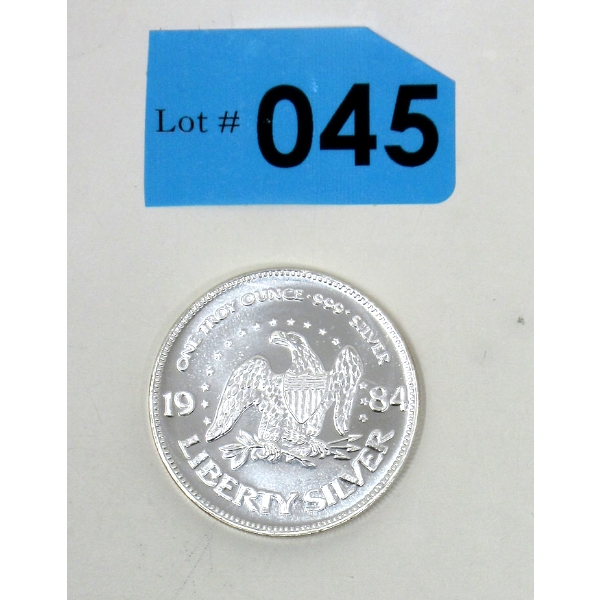 Lot # 045
ONE TROY OUNCE · 999 · SILVER
19 84
LIBERTY SILVER